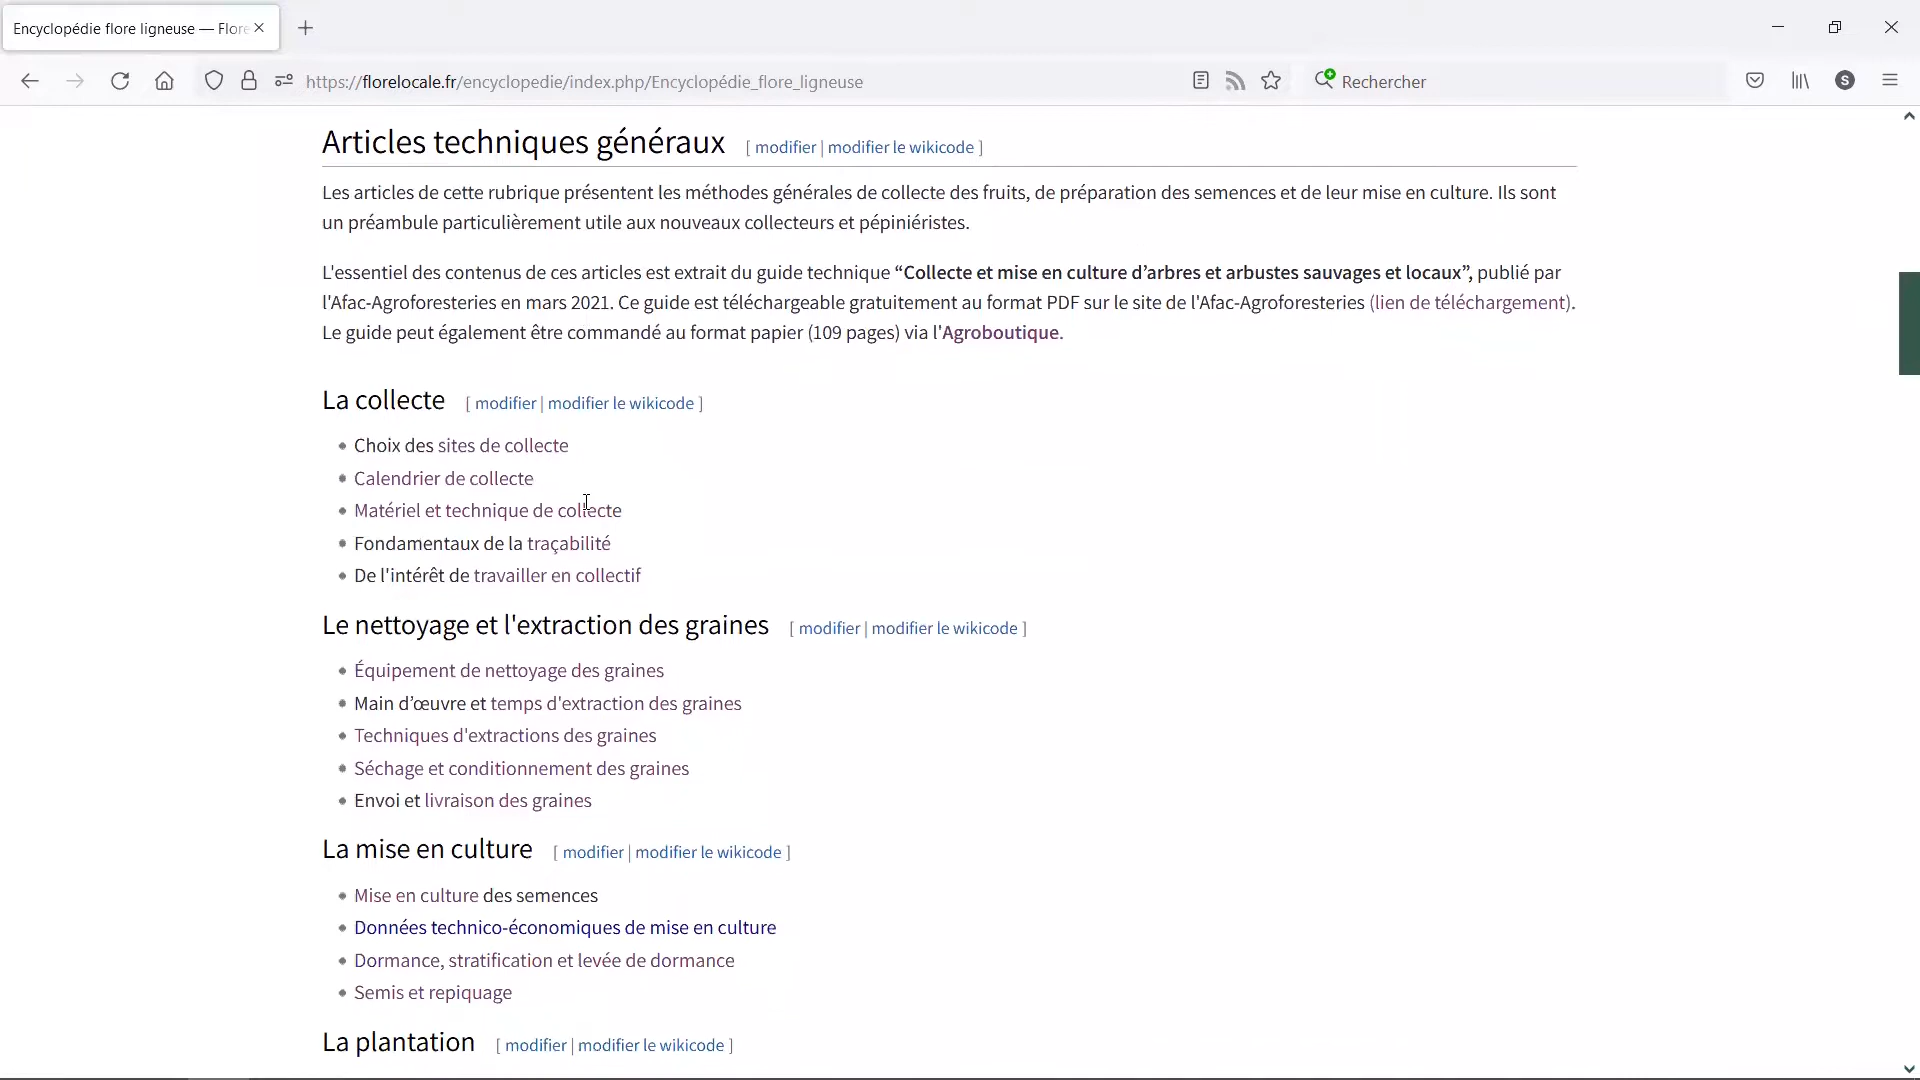 Encyclopédie flore ligneuse — Flore
https://florelocale.fr/encyclopedie/index.php/Encyclopédie_flore_ligneuse
Rechercher
S
Articles techniques généraux [ modifier | modifier le wikicode ]
Les articles de cette rubrique présentent les méthodes générales de collecte des fruits, de préparation des semences et de leur mise en culture. Ils sont
un préambule particulièrement utile aux nouveaux collecteurs et pépiniéristes.
L'essentiel des contenus de ces articles est extrait du guide technique “Collecte et mise en culture d’arbres et arbustes sauvages et locaux”, publié par
l'Afac-Agroforesteries en mars 2021. Ce guide est téléchargeable gratuitement au format PDF sur le site de l'Afac-Agroforesteries (lien de téléchargement).
Le guide peut également être commandé au format papier (109 pages) via l'Agroboutique.
La collecte [ modifier | modifier le wikicode ]
Choix des sites de collecte
Calendrier de collecte
Matériel et technique de collecte
Fondamentaux de la traçabilité
De l'intérêt de travailler en collectif
Le nettoyage et l'extraction des graines [ modifier | modifier le wikicode ]
Équipement de nettoyage des graines
Main d’œuvre et temps d'extraction des graines
Techniques d'extractions des graines
Séchage et conditionnement des graines
Envoi et livraison des graines
La mise en culture [ modifier | modifier le wikicode ]
Mise en culture des semences
Données technico-économiques de mise en culture
Dormance, stratification et levée de dormance
Semis et repiquage
La plantation [ modifier | modifier le wikicode ]